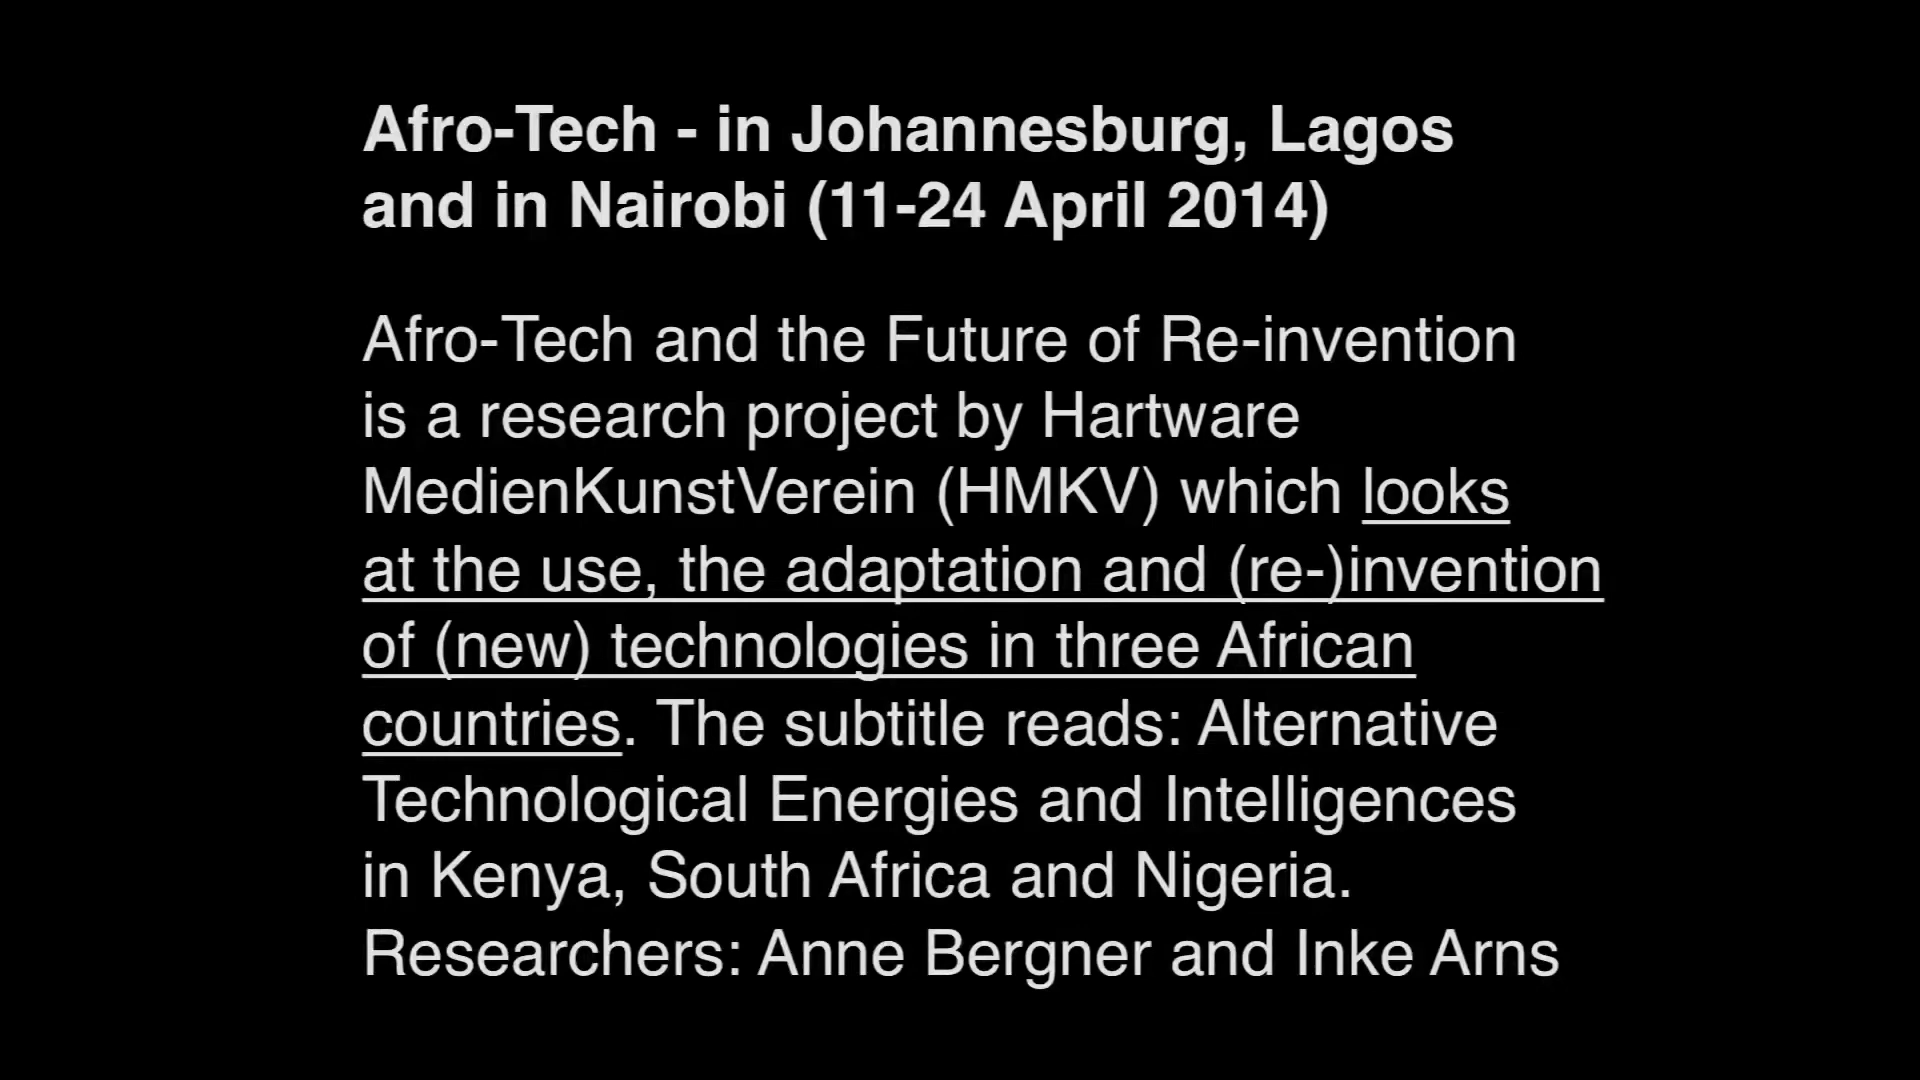 Afro-Tech - in Johannesburg, Lagos
and in Nairobi (11-24 April 2014)
Afro-Tech and the Future of Re-invention
is a research project by Hartware
MedienKunstVerein (HMKV) which looks
at the use, the adaptation and (re-)invention
of (new) technologies in three African
countries. The subtitle reads: Alternative
Technological Energies and Intelligences
in Kenya, South Africa and Nigeria.
Researchers: Anne Bergner and Inke Arns